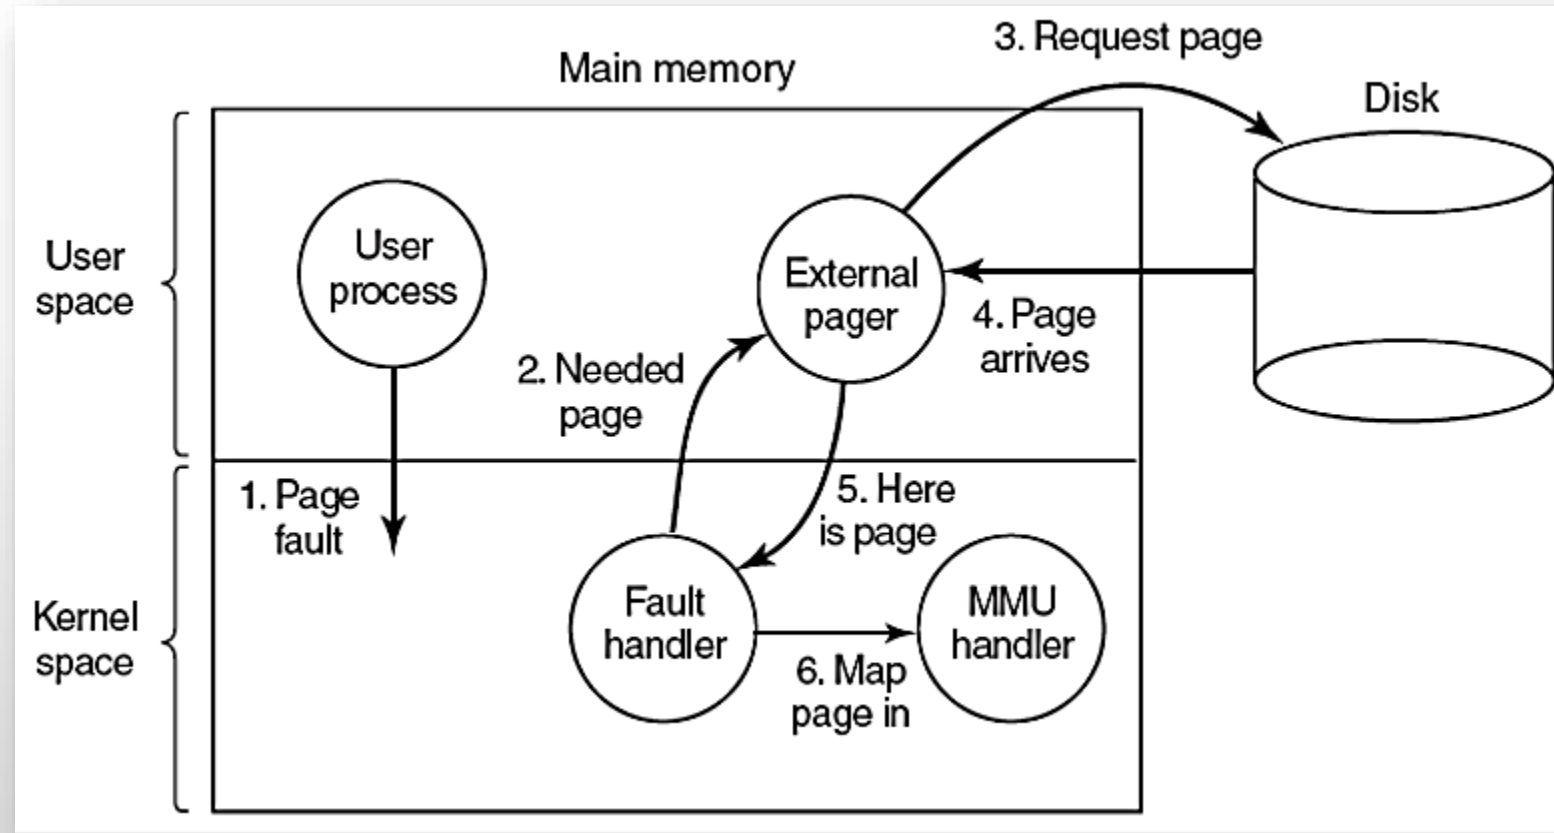 3. Request page
Main memory
Disk
User
space
User
process
External
pager
4. Page
arrives
2. Needed
page
1. Page
fault
5. Here
is page
Kernel
space
Fault
handler
MMU
handler
6. Map
page in